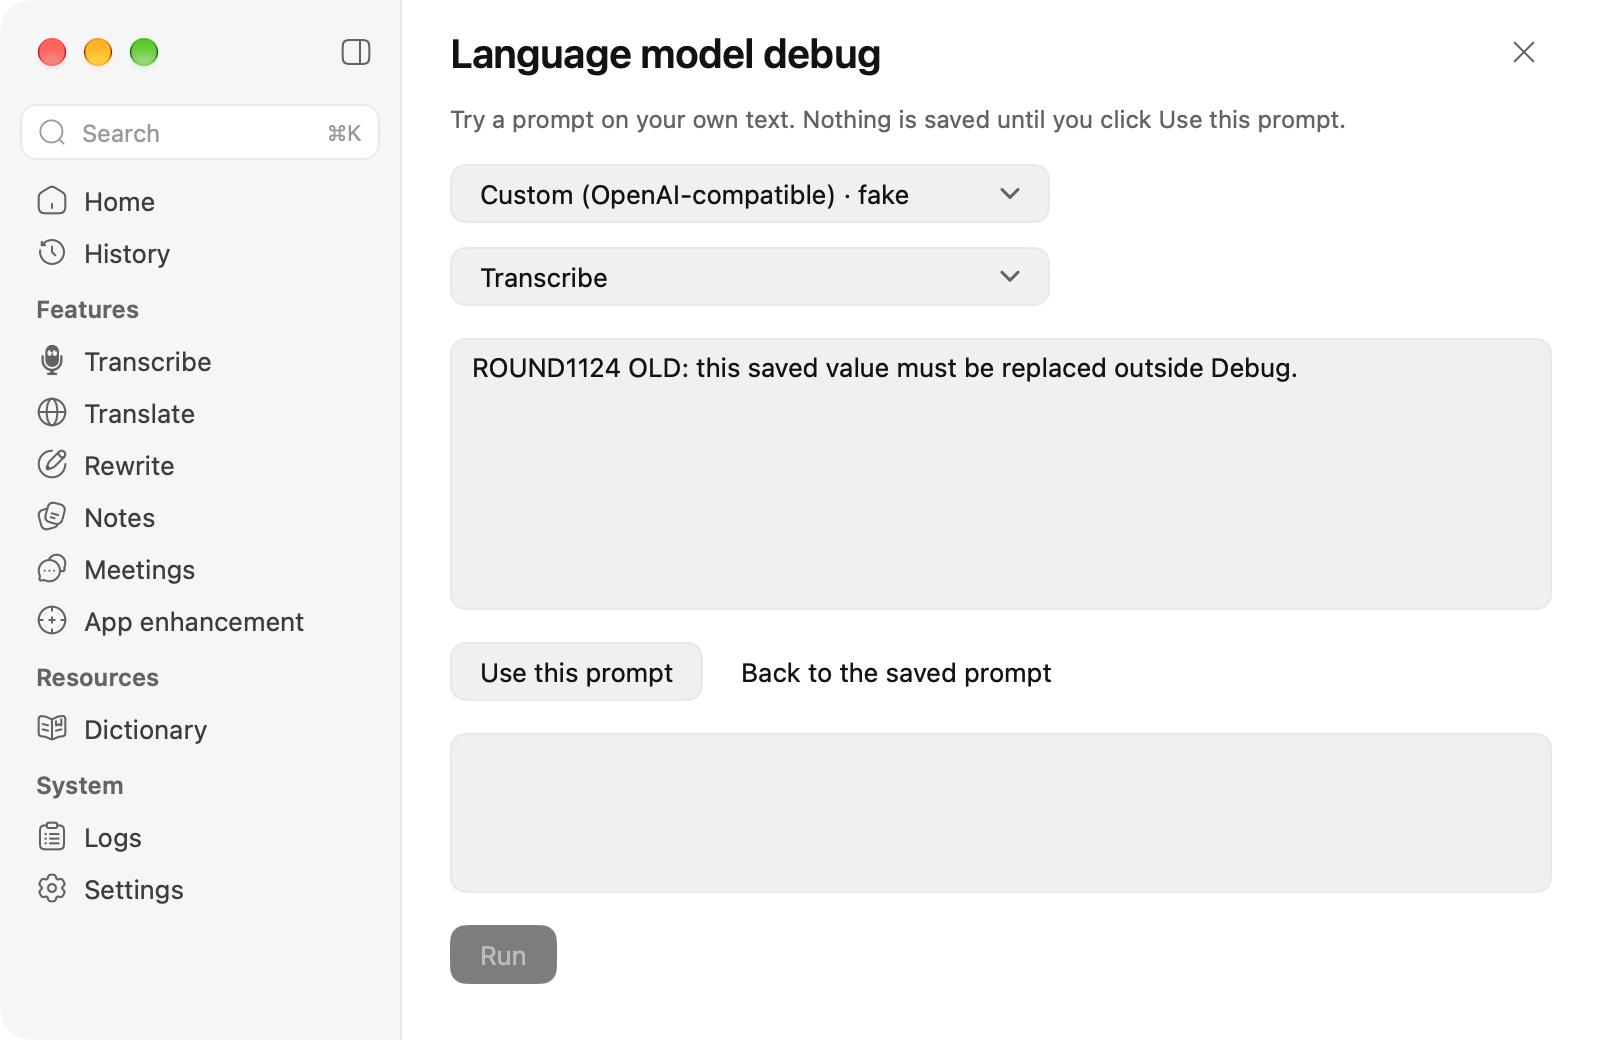 Search ⌘K
Home
History
Features
Transcribe
Translate
Rewrite
Notes
Meetings
App enhancement
Resources
Dictionary
System
Logs
Settings
Language model debug
Try a prompt on your own text. Nothing is saved until you click Use this prompt.
Custom (OpenAI-compatible) · fake
Transcribe
ROUND1124 OLD: this saved value must be replaced outside Debug.
Use this prompt
Back to the saved prompt
Run